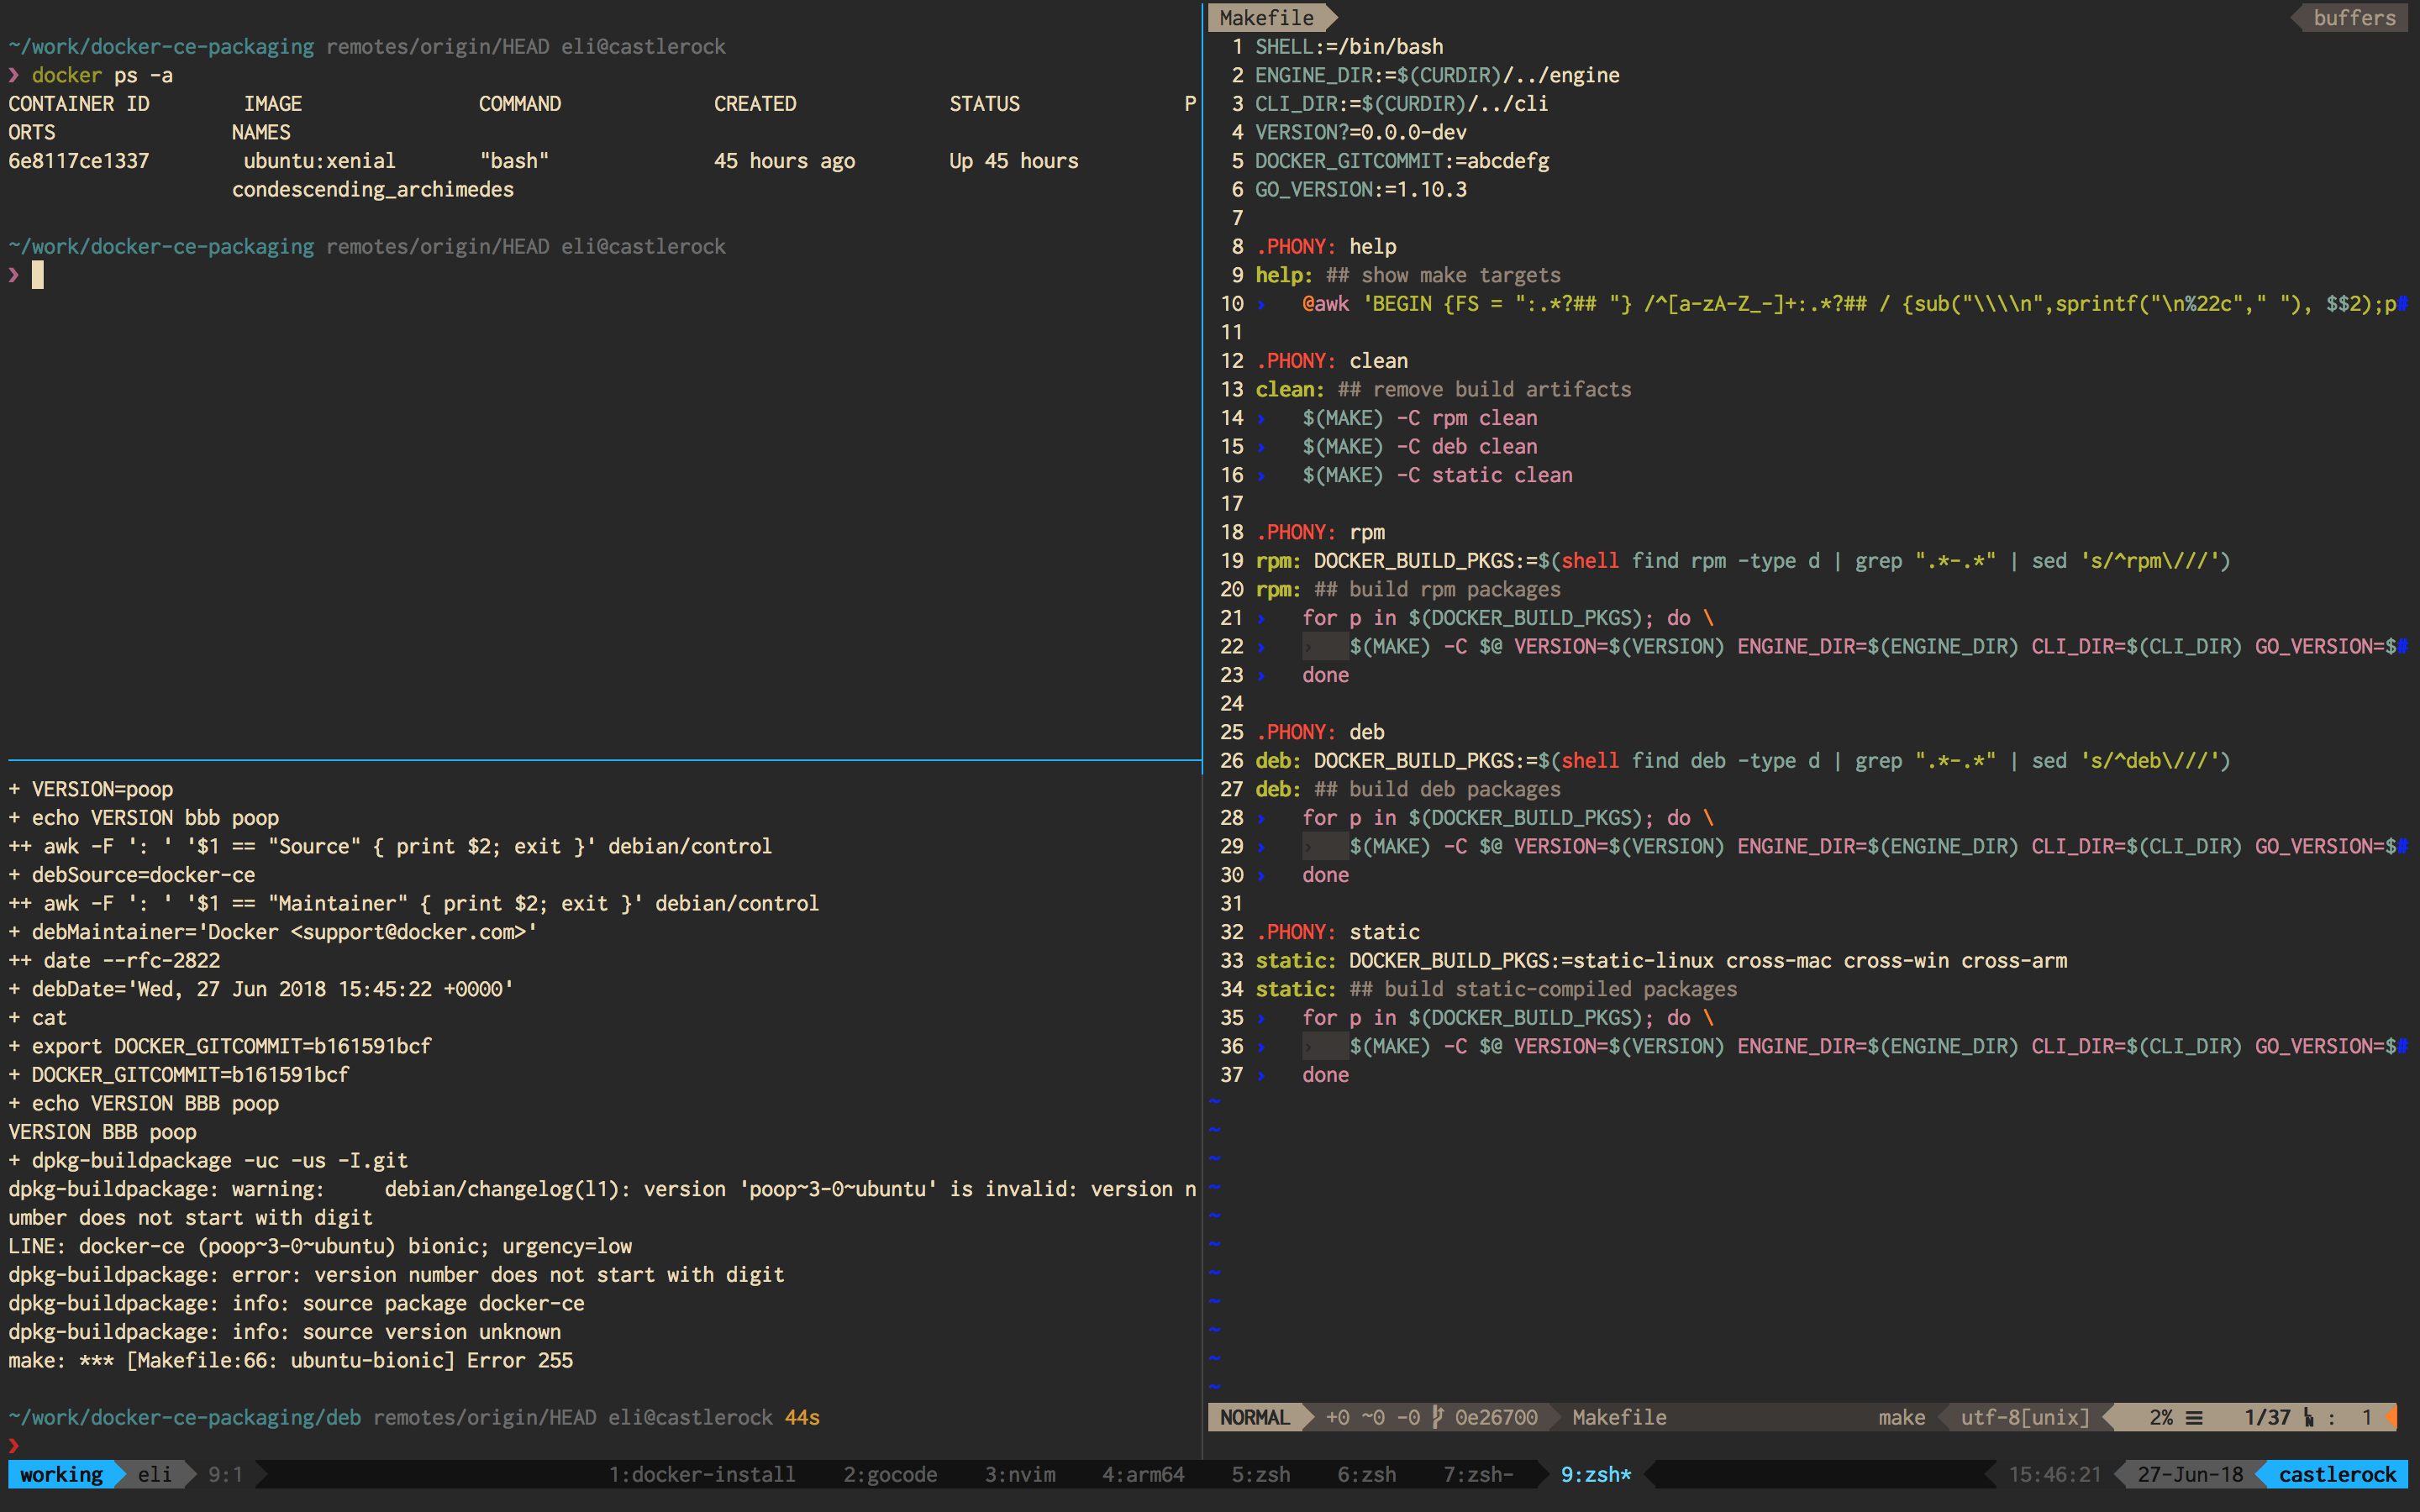 ~/work/docker-ce-packaging remotes/origin/HEAD eli@castlerock
❯ docker ps -a
CONTAINER ID        IMAGE               COMMAND             CREATED             STATUS              P
ORTS               NAMES
6e8117ce1337        ubuntu:xenial       "bash"              45 hours ago        Up 45 hours
                   condescending_archimedes
~/work/docker-ce-packaging remotes/origin/HEAD eli@castlerock
❯
+ VERSION=poop
+ echo VERSION bbb poop
++ awk -F ': ' '$1 == "Source" { print $2; exit }' debian/control
+ debSource=docker-ce
++ awk -F ': ' '$1 == "Maintainer" { print $2; exit }' debian/control
+ debMaintainer='Docker <support@docker.com>'
++ date --rfc-2822
+ debDate='Wed, 27 Jun 2018 15:45:22 +0000'
+ cat
+ export DOCKER_GITCOMMIT=b161591bcf
+ DOCKER_GITCOMMIT=b161591bcf
+ echo VERSION BBB poop
VERSION BBB poop
+ dpkg-buildpackage -uc -us -I.git
dpkg-buildpackage: warning:     debian/changelog(l1): version 'poop~3-0~ubuntu' is invalid: version n
umber does not start with digit
LINE: docker-ce (poop~3-0~ubuntu) bionic; urgency=low
dpkg-buildpackage: error: version number does not start with digit
dpkg-buildpackage: info: source package docker-ce
dpkg-buildpackage: info: source version unknown
make: *** [Makefile:66: ubuntu-bionic] Error 255
~/work/docker-ce-packaging/deb remotes/origin/HEAD eli@castlerock 44s
❯
Makefile buffers
1 SHELL:=/bin/bash
2 ENGINE_DIR:=$(CURDIR)/../engine
3 CLI_DIR:=$(CURDIR)/../cli
4 VERSION?=0.0.0-dev
5 DOCKER_GITCOMMIT:=abcdefg
6 GO_VERSION:=1.10.3
7
8 .PHONY: help
9 help: ## show make targets
10 ›   @awk 'BEGIN {FS = ":.*?## "} /^[a-zA-Z_-]+:.*?## / {sub("\\\\n",sprintf("\n%22c"," "), $$2);p#
11
12 .PHONY: clean
13 clean: ## remove build artifacts
14 ›   $(MAKE) -C rpm clean
15 ›   $(MAKE) -C deb clean
16 ›   $(MAKE) -C static clean
17
18 .PHONY: rpm
19 rpm: DOCKER_BUILD_PKGS:=$(shell find rpm -type d | grep ".*-.*" | sed 's/^rpm\///')
20 rpm: ## build rpm packages
21 ›   for p in $(DOCKER_BUILD_PKGS); do \
22 ›   ›   $(MAKE) -C $@ VERSION=$(VERSION) ENGINE_DIR=$(ENGINE_DIR) CLI_DIR=$(CLI_DIR) GO_VERSION=$#
23 ›   done
24
25 .PHONY: deb
26 deb: DOCKER_BUILD_PKGS:=$(shell find deb -type d | grep ".*-.*" | sed 's/^deb\///')
27 deb: ## build deb packages
28 ›   for p in $(DOCKER_BUILD_PKGS); do \
29 ›   ›   $(MAKE) -C $@ VERSION=$(VERSION) ENGINE_DIR=$(ENGINE_DIR) CLI_DIR=$(CLI_DIR) GO_VERSION=$#
30 ›   done
31
32 .PHONY: static
33 static: DOCKER_BUILD_PKGS:=static-linux cross-mac cross-win cross-arm
34 static: ## build static-compiled packages
35 ›   for p in $(DOCKER_BUILD_PKGS); do \
36 ›   ›   $(MAKE) -C $@ VERSION=$(VERSION) ENGINE_DIR=$(ENGINE_DIR) CLI_DIR=$(CLI_DIR) GO_VERSION=$#
37 ›   done
~
~
~
~
~
~
~
~
~
~
~
NORMAL +0 ~0 -0 0e26700 Makefile make utf-8[unix] 2% ☰ 1/37 : 1
working eli 9:1 1:docker-install 2:gocode 3:nvim 4:arm64 5:zsh 6:zsh 7:zsh- 9:zsh* 15:46:21 27-Jun-18 castlerock